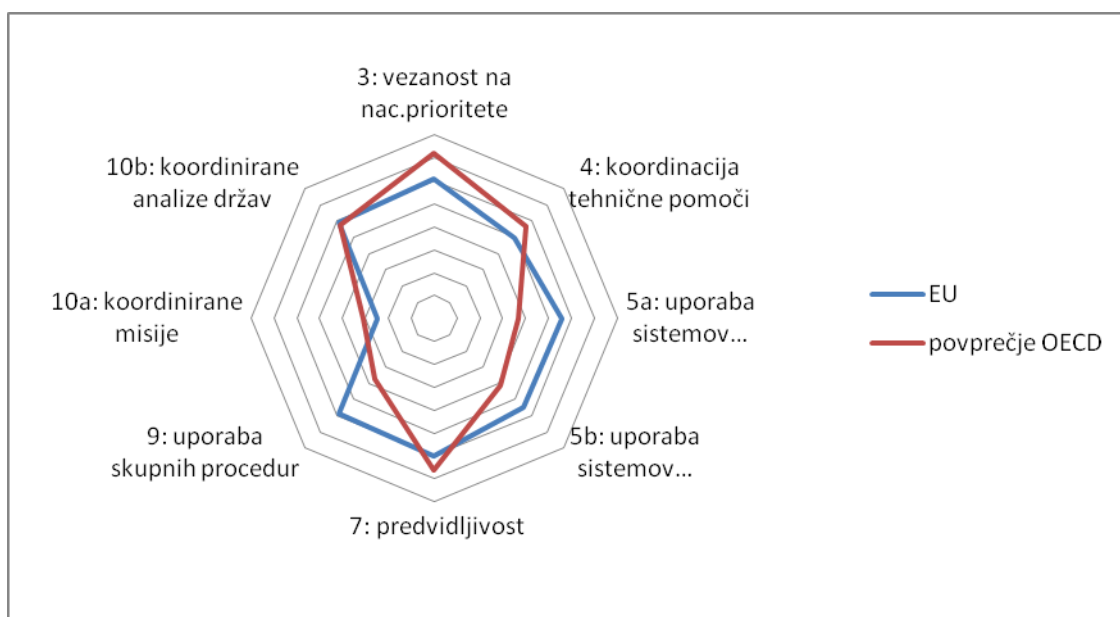 3: vezanost na
nac.prioritete
4: koordinacija
tehnične pomoči
5a: uporaba
sistemov...
5b: uporaba
sistemov...
7: predvidljivost
9: uporaba
skupnih procedur
10a: koordinirane
misije
10b: koordinirane
analize držav
EU
povprečje OECD